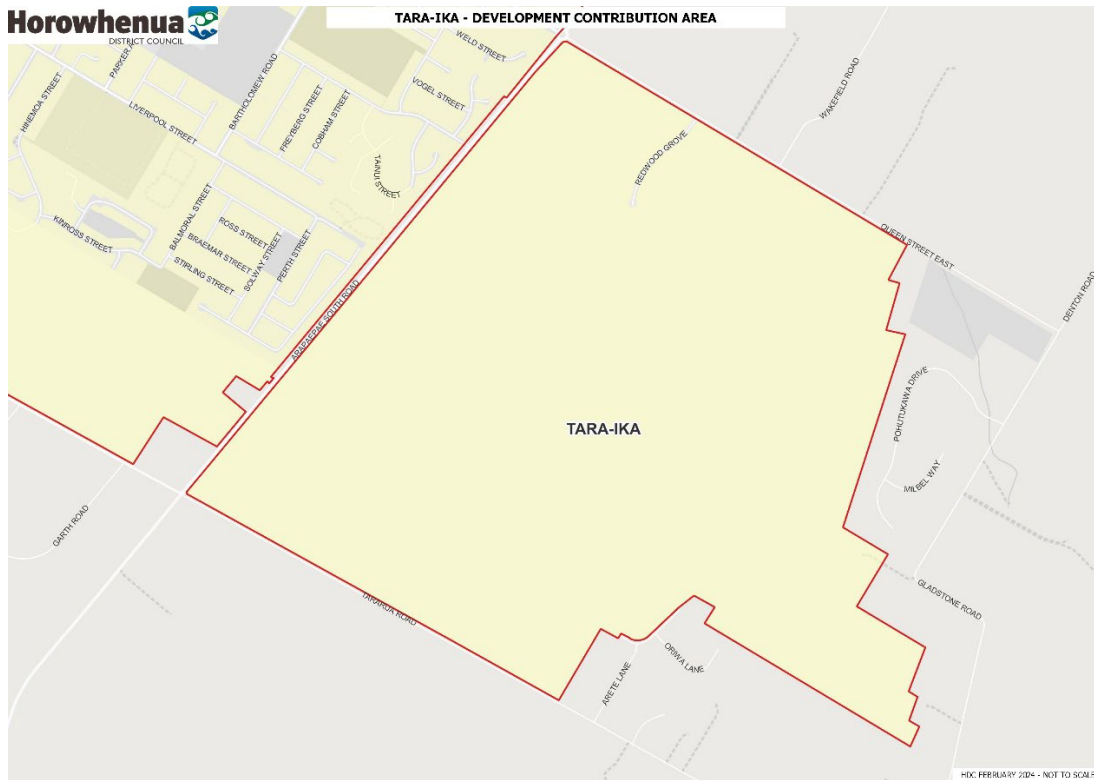 Horowhenua
DISTRICT COUNCIL
TARA-IKA - DEVELOPMENT CONTRIBUTION AREA
WELD STREET
VOGEL STREET
HINEMOA STREET
LIVERPOOL STREET
BARTHOLOMEW ROAD
FREYBERG STREET
COBHAM STREET
TAINUI STREET
WAKEFIELD ROAD
REDWOOD GROVE
KINROSS STREET
BALMORAL STREET
ROSS STREET
BRAEMAR STREET
STIRLING STREET
SOLWAY STREET
PERTH STREET
QUEEN STREET EAST
DENTON ROAD
ARAPAEPAE SOUTH ROAD
POHUTUKAWA DRIVE
TARA-IKA
MILBEL WAY
GARTH ROAD
TARARUA ROAD
GLADSTONE ROAD
ORIWA LANE
ARETE LANE
HDC FEBRUARY 2024 - NOT TO SCALE